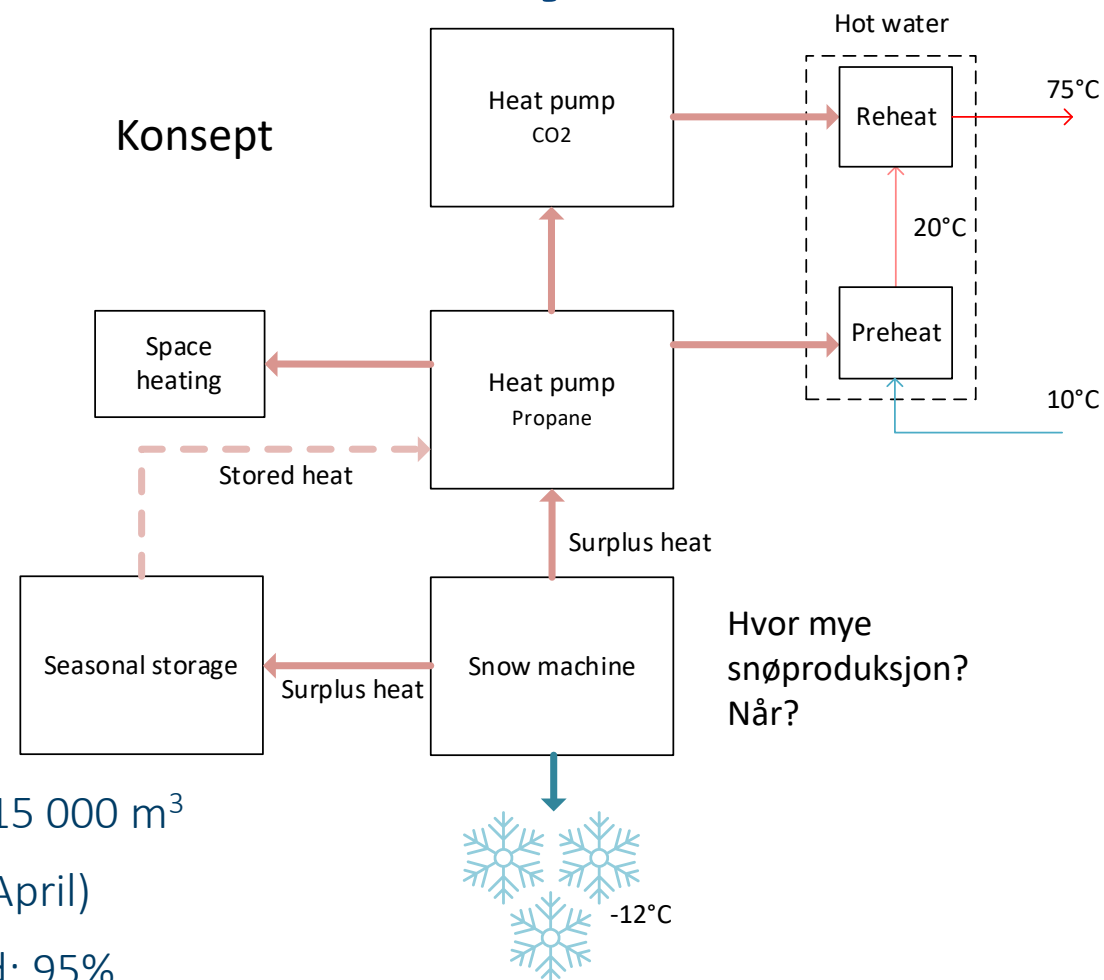 Hot water
Heat pump
CO2
Reheat
75°C
Konsept
20°C
Space
heating
Heat pump
Propane
Preheat
10°C
Stored heat
Surplus heat
Seasonal storage
Surplus heat
Snow machine
Hvor mye
snøproduksjon?
Når?
15 000 m³
April)
-12°C
: 95%